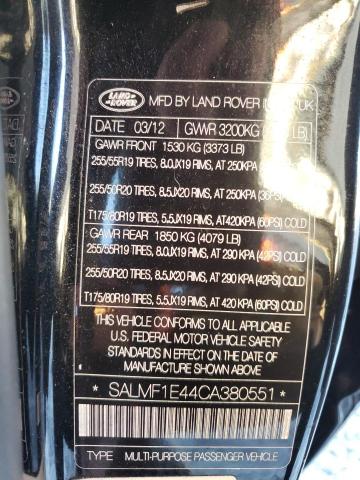 LAND
ROVER
MFD BY LAND ROVER IN UK
DATE 03/12 GWVR 3200KG LB)
GAWR FRONT 1530 KG (3373 LB)
255/55R19 TIRES, 8.0JX19 RIMS, AT 250KPA
255/50R20 TIRES, 8.5JX20 RIMS, AT 250KPA (36PSI) COLD
T175/80R19 TIRES, 5.5JX19 RIMS, AT420KPA (60PSI) COLD
GAWR REAR 1850 KG (4079 LB)
255/55R19 TIRES, 8.0JX19 RIMS, AT 290 KPA (42PSI) COLD
255/50R20 TIRES, 8.5JX20 RIMS, AT 290 KPA (42PSI) COLD
T175/80R19 TIRES, 5.5JX19 RIMS, AT 420 KPA (60PSI) COLD
THIS VEHICLE CONFORMS TO ALL APPLICABLE
U.S. FEDERAL MOTOR VEHICLE SAFETY
STANDARDS IN EFFECT ON THE DATE OF
MANUFACTURE SHOWN ABOVE
* SALMF1E44CA380551 *
TYPE MULTI-PURPOSE PASSENGER VEHICLE